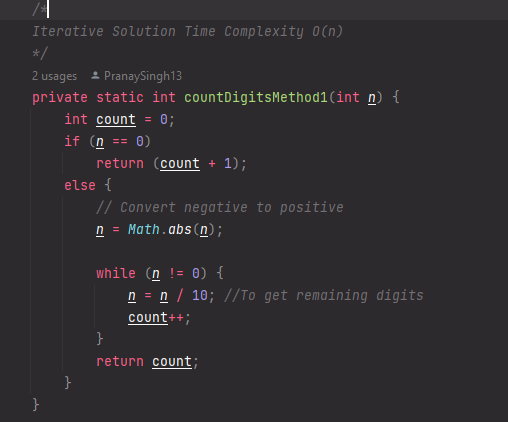 /*
Iterative Solution Time Complexity O(n)
*/
2 usages PranaySingh13
private static int countDigitsMethod1(int n) {
int count = 0;
if (n == 0)
return (count + 1);
else {
// Convert negative to positive
n = Math.abs(n);
while (n != 0) {
n = n / 10; //To get remaining digits
count++;
}
return count;
}
}